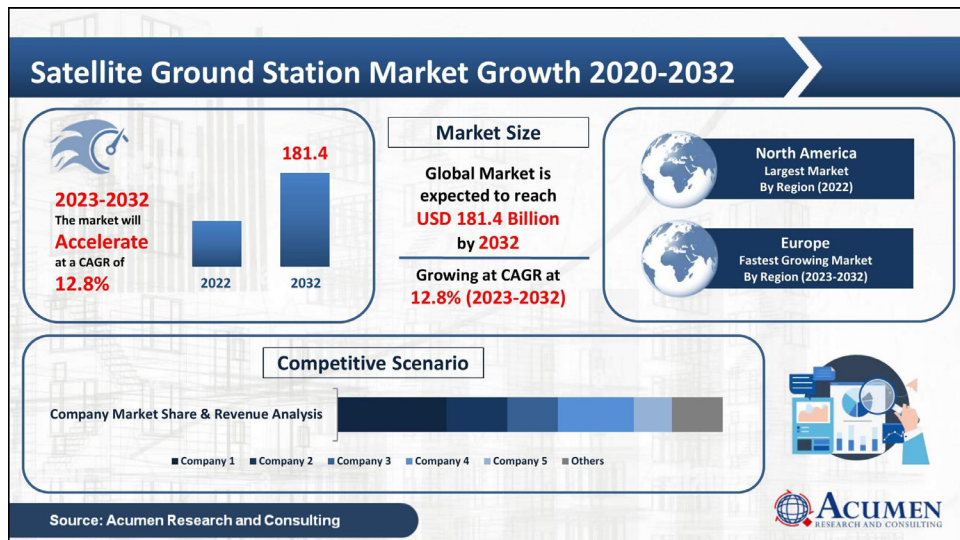 Satellite Ground Station Market Growth 2020-2032
2023-2032
The market will
Accelerate
at a CAGR of
12.8%
181.4
2022
2032
Market Size
Global Market is
expected to reach
USD 181.4 Billion
by 2032
Growing at CAGR at
12.8% (2023-2032)
North America
Largest Market
By Region (2022)
Europe
Fastest Growing Market
By Region (2023-2032)
Competitive Scenario
Company Market Share & Revenue Analysis
Company 1 Company 2 Company 3 Company 4 Company 5 Others
Source: Acumen Research and Consulting
ACUMEN
RESEARCH AND CONSULTING